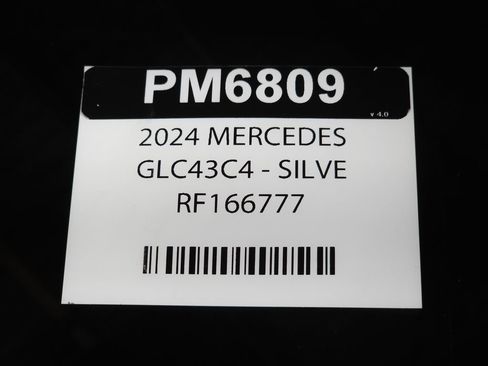 PM6809
v 4.0
2024 MERCEDES
GLC43C4 - SILVE
RF166777